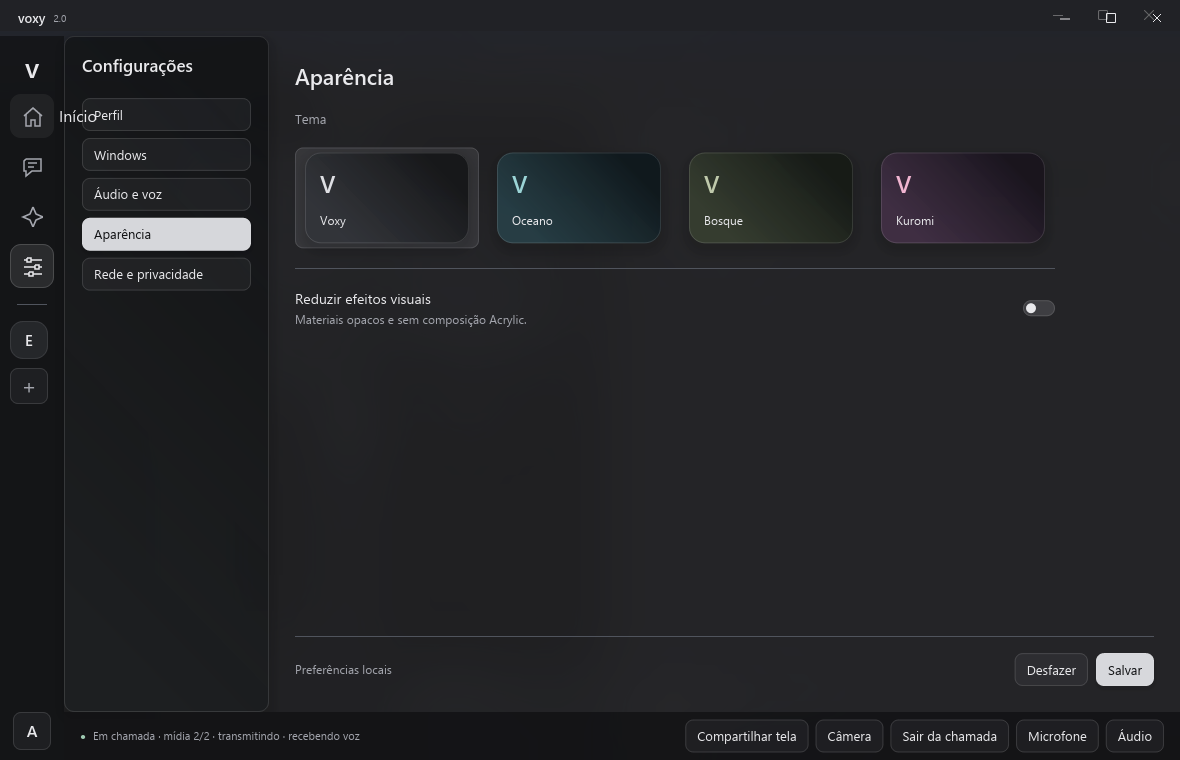 voxy 2.0
V
Início
E
+
A
Configurações
Perfil
Windows
Áudio e voz
Aparência
Rede e privacidade
Aparência
Tema
V
Voxy
V
Oceano
V
Bosque
V
Kuromi
Reduzir efeitos visuais
Materiais opacos e sem composição Acrylic.
Preferências locais
Desfazer
Salvar
• Em chamada · mídia 2/2 · transmitindo · recebendo voz
Compartilhar tela
Câmera
Sair da chamada
Microfone
Áudio